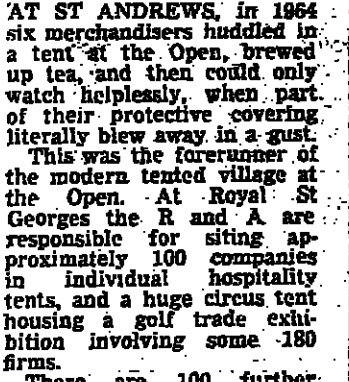 AT ST ANDREWS, in 1964
six merchandisers huddled in
a tent at the Open, brewed
up tea, and then could only
watch helplessly, when part
of their protective covering
literally blew away in a gust.
This was the forerunner of
the modern tented village at
the Open. At Royal St
Georges the R and A are
responsible for siting ap-
proximately 100 companies
in individual hospitality
tents, and a huge circus tent
housing a golf trade exhi-
bition involving some 180
firms.
There are 100 further